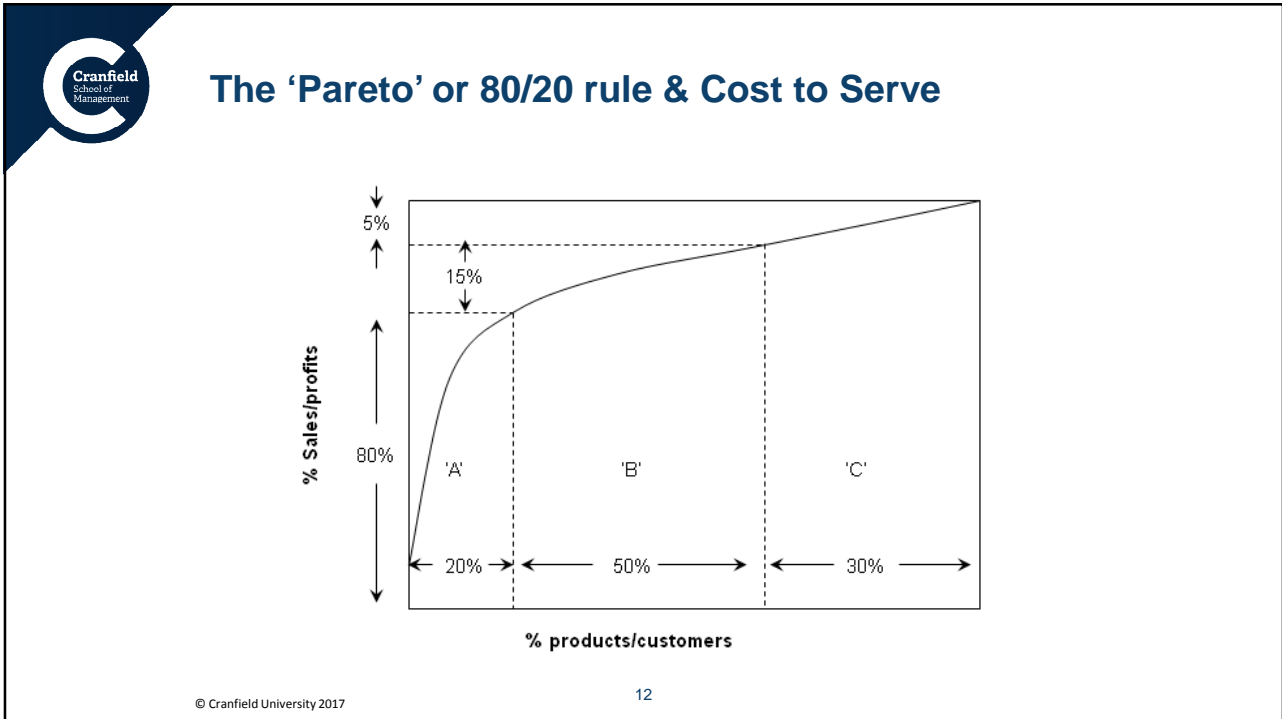 Cranfield
School of
Management
The ‘Pareto’ or 80/20 rule & Cost to Serve
5%
15%
% Sales/profits
80%
'A'
'B'
'C'
20%
50%
30%
% products/customers
© Cranfield University 2017
12